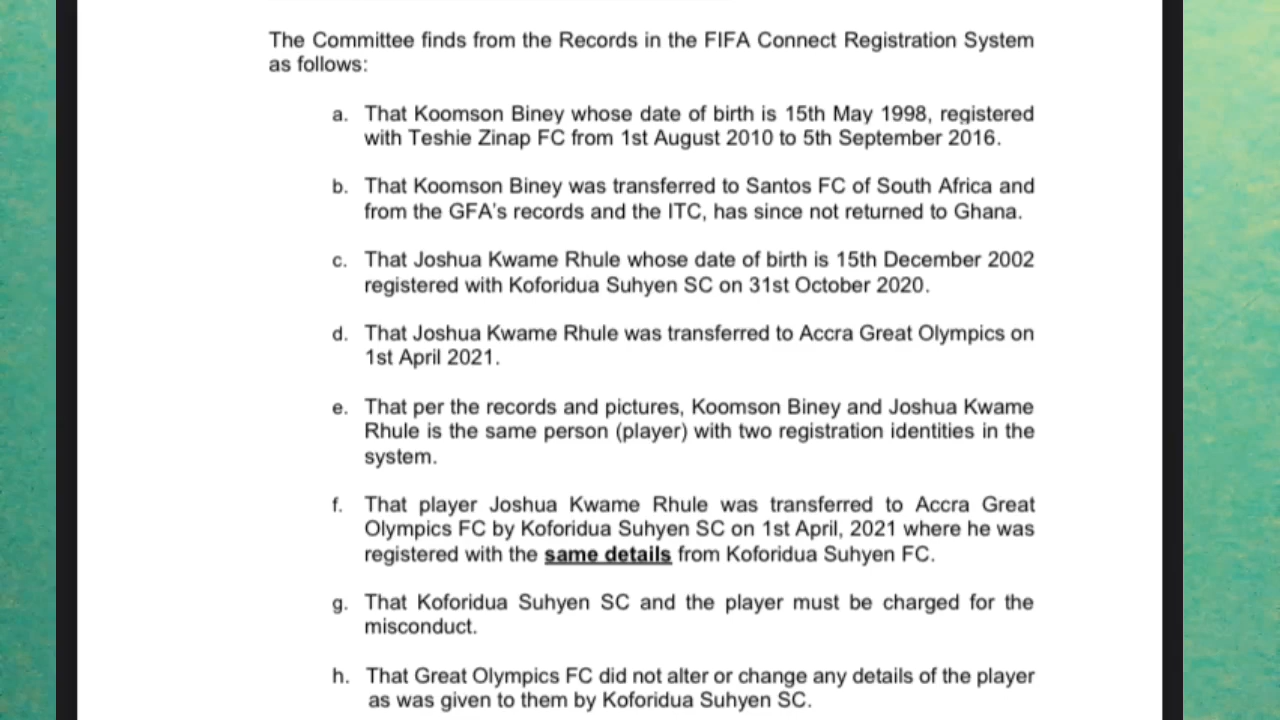 The Committee finds from the Records in the FIFA Connect Registration System
as follows:
a. That Koomson Biney whose date of birth is 15th May 1998, registered
with Teshie Zinap FC from 1st August 2010 to 5th September 2016.
b. That Koomson Biney was transferred to Santos FC of South Africa and
from the GFA's records and the ITC, has since not returned to Ghana.
c. That Joshua Kwame Rhule whose date of birth is 15th December 2002
registered with Koforidua Suhyen SC on 31st October 2020.
d. That Joshua Kwame Rhule was transferred to Accra Great Olympics on
1st April 2021.
e. That per the records and pictures, Koomson Biney and Joshua Kwame
Rhule is the same person (player) with two registration identities in the
system.
f. That player Joshua Kwame Rhule was transferred to Accra Great
Olympics FC by Koforidua Suhyen SC on 1st April, 2021 where he was
registered with the same details from Koforidua Suhyen FC.
g. That Koforidua Suhyen SC and the player must be charged for the
misconduct.
h. That Great Olympics FC did not alter or change any details of the player
as was given to them by Koforidua Suhyen SC.